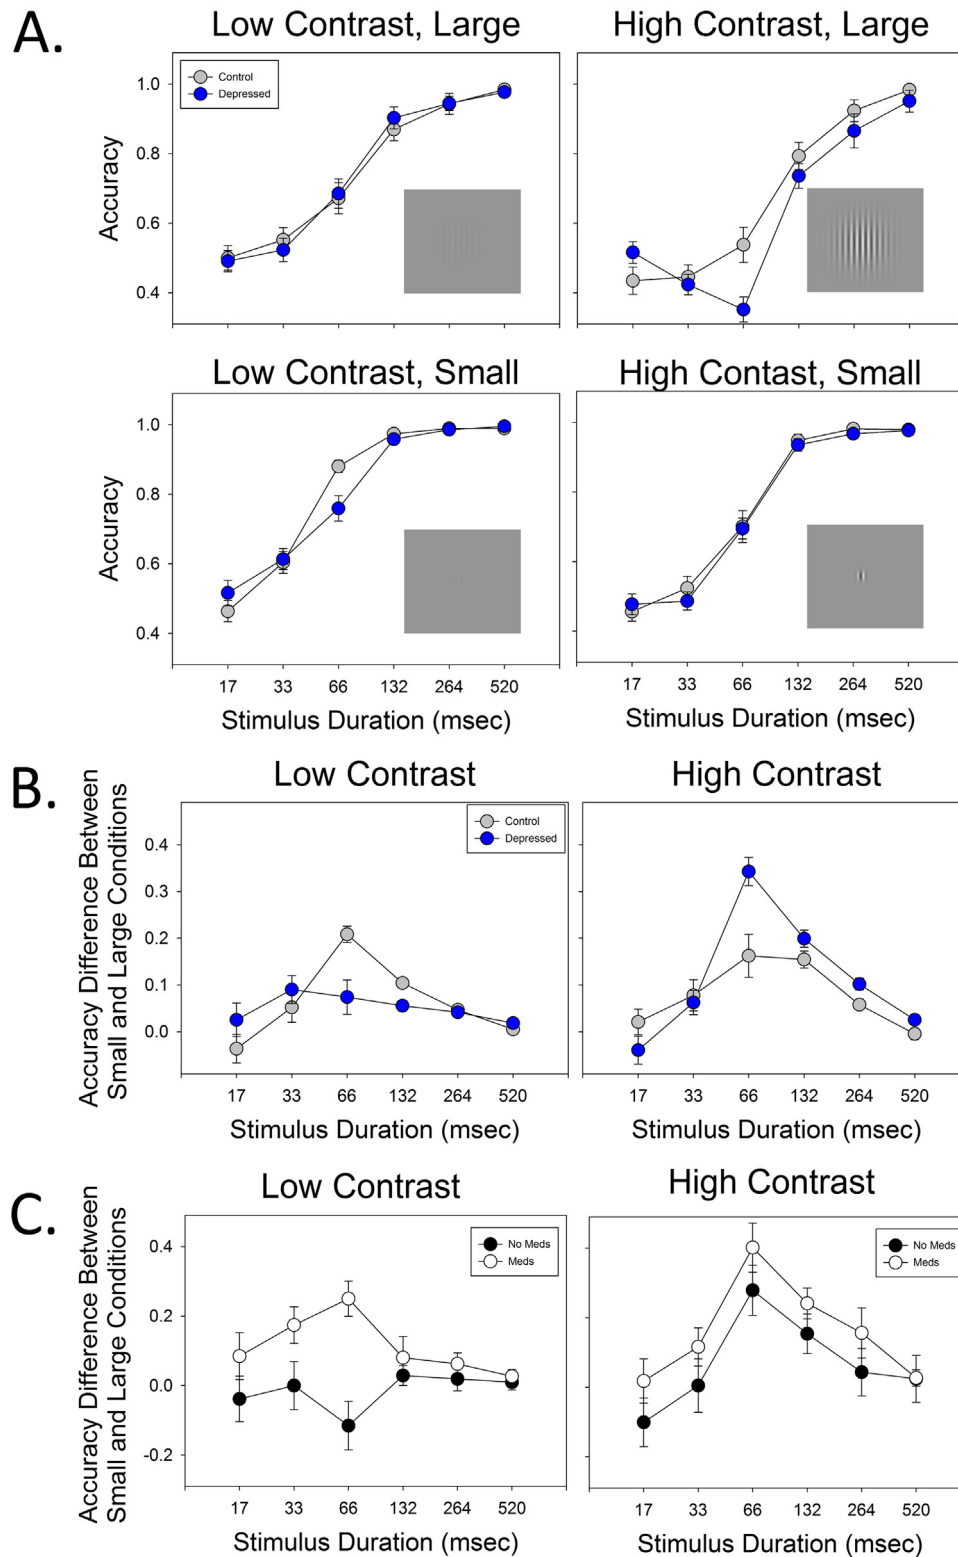 A.
Low Contrast, Large
High Contrast, Large
Control
Depressed
1.0
0.8
0.6
0.4
Accuracy
Low Contrast, Small
High Contast, Small
1.0
0.8
0.6
0.4
Accuracy
17 33 66 132 264 520
17 33 66 132 264 520
Stimulus Duration (msec)
Stimulus Duration (msec)
B.
Low Contrast
High Contrast
Accuracy Difference Between
Small and Large Conditions
Control
Depressed
0.4
0.3
0.2
0.1
0.0
17 33 66 132 264 520
17 33 66 132 264 520
Stimulus Duration (msec)
Stimulus Duration (msec)
C.
Low Contrast
High Contrast
Accuracy Difference Between
Small and Large Conditions
No Meds
Meds
No Meds
Meds
0.4
0.2
0.0
-0.2
17 33 66 132 264 520
17 33 66 132 264 520
Stimulus Duration (msec)
Stimulus Duration (msec)